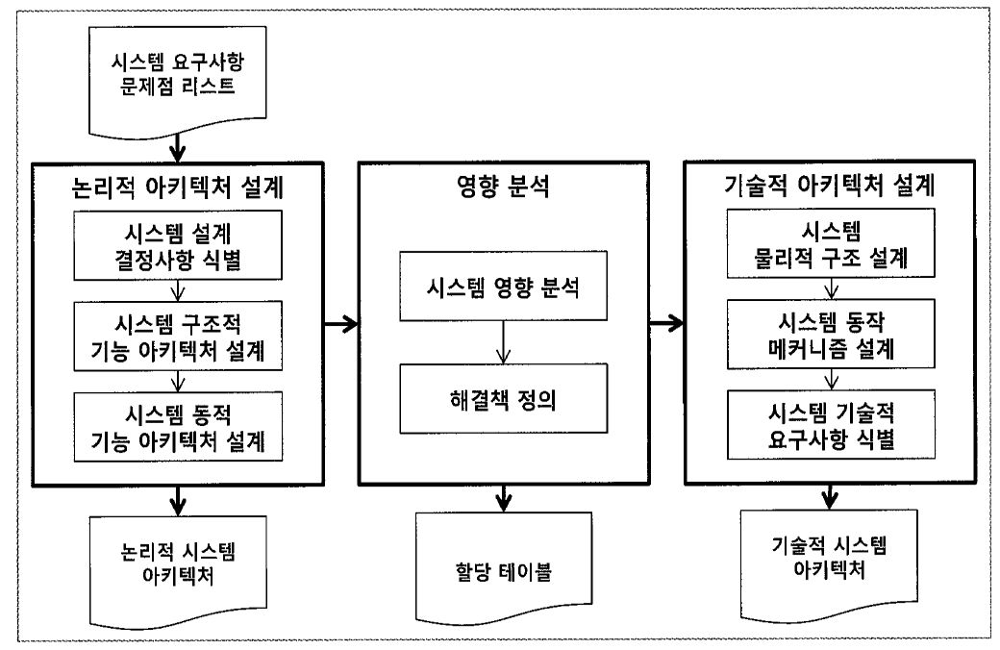 시스템 요구사항
문제점 리스트
논리적 아키텍처 설계
시스템 설계
결정사항 식별
시스템 구조적
기능 아키텍처 설계
시스템 동적
기능 아키텍처 설계
논리적 시스템
아키텍처
영향 분석
시스템 영향 분석
해결책 정의
할당 테이블
기술적 아키텍처 설계
시스템
물리적 구조 설계
시스템 동작
메커니즘 설계
시스템 기술적
요구사항 식별
기술적 시스템
아키텍처